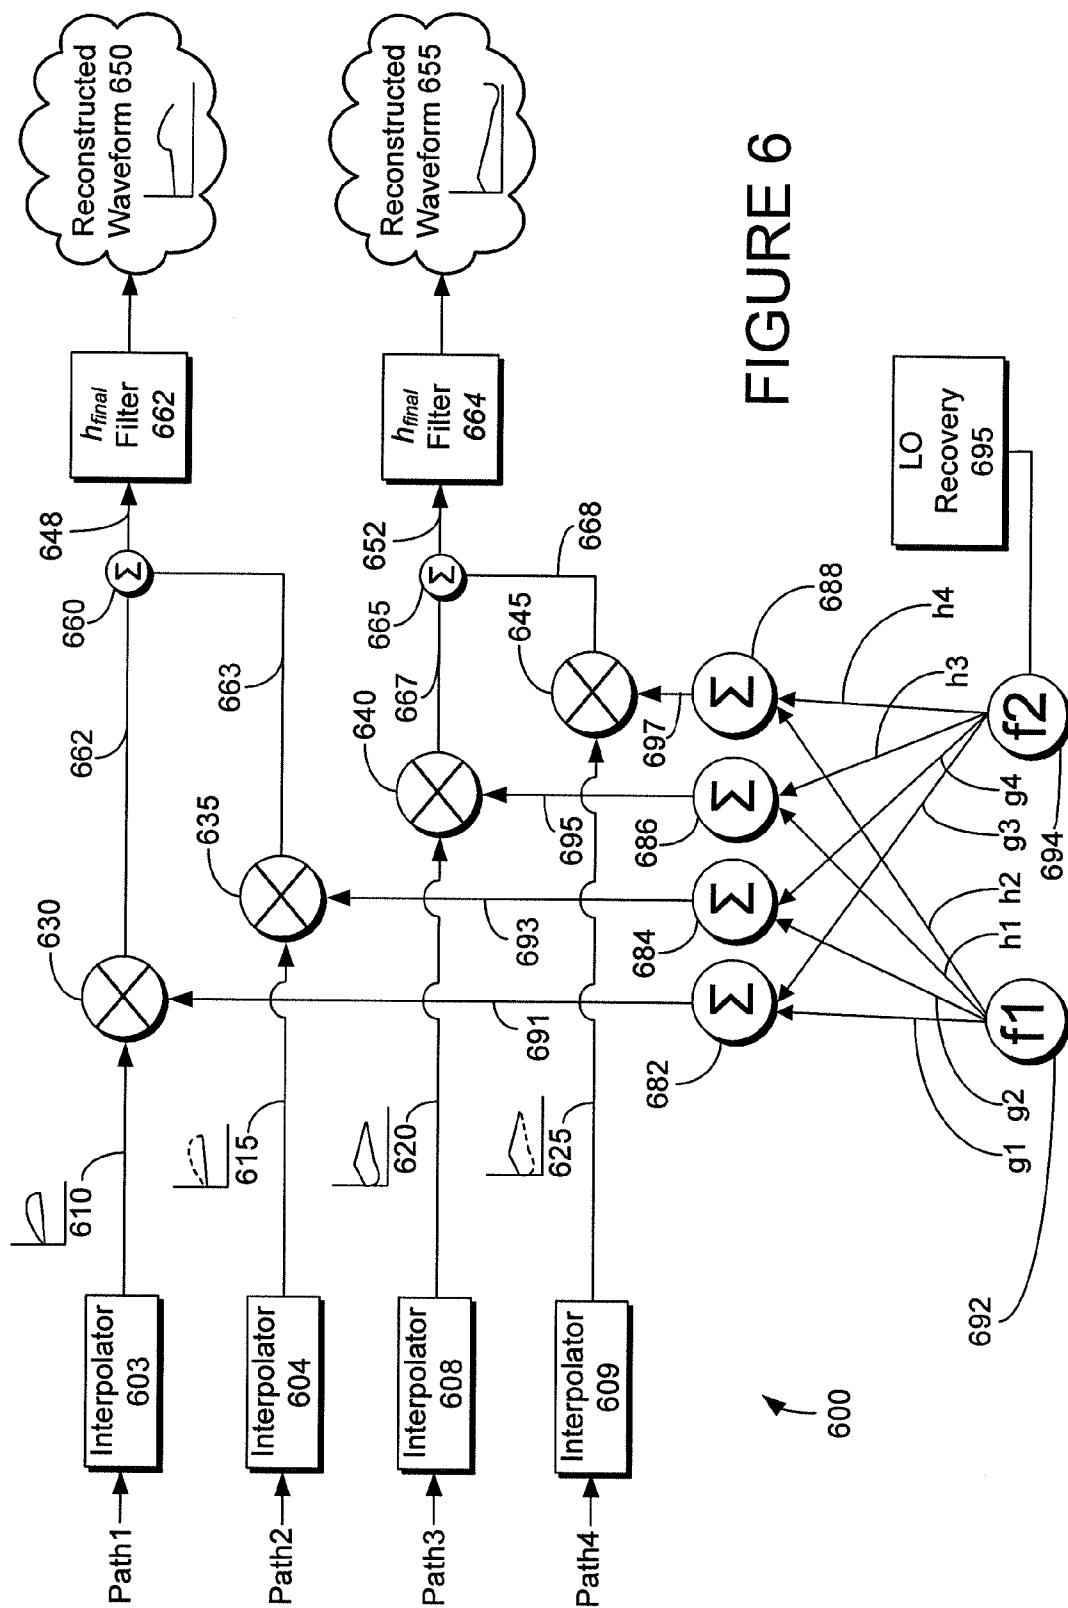 Path1
Interpolator
603
610
630
662
660
648
hfinal
Filter
662
Reconstructed
Waveform 650
Path2
Interpolator
604
615
635
663
Path3
Interpolator
608
620
640
667
665
652
hfinal
Filter
664
Reconstructed
Waveform 655
Path4
Interpolator
609
625
645
668
691
693
695
697
Σ
Σ
Σ
Σ
Σ
Σ
682
684
686
688
g1
g2
h1
h2
g3
g4
h3
h4
f1
f2
692
694
LO
Recovery
695
600
FIGURE 6